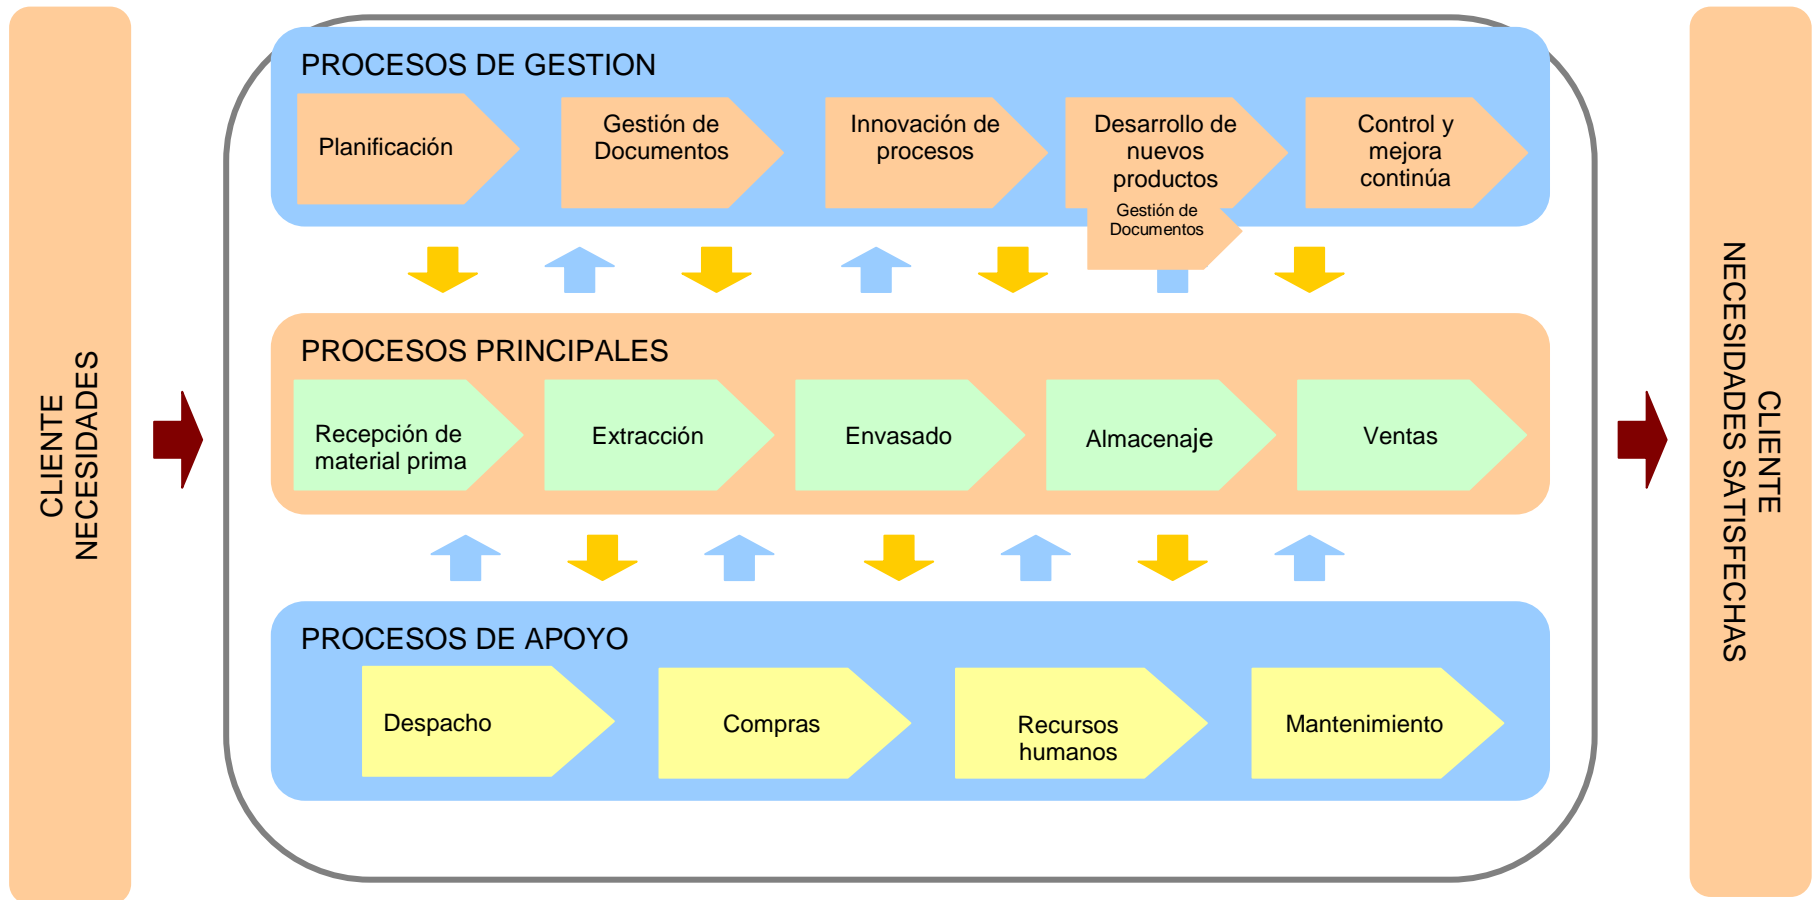 CLIENTE
NECESIDADES
PROCESOS DE GESTION
Planificación
Gestión de
Documentos
Innovación de
procesos
Desarrollo de
nuevos
productos
Control y
mejora
continúa
Gestión de
Documentos
PROCESOS PRINCIPALES
Recepción de
material prima
Extracción
Envasado
Almacenaje
Ventas
PROCESOS DE APOYO
Despacho
Compras
Recursos
humanos
Mantenimiento
CLIENTE
NECESIDADES SATISFECHAS